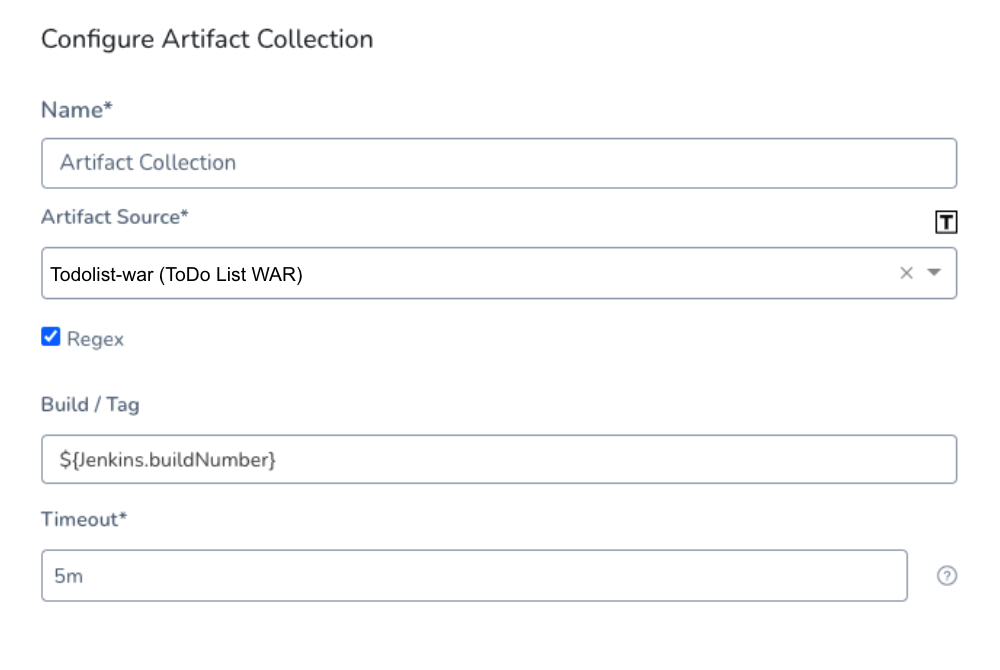 Configure Artifact Collection
Name*
Artifact Collection
Artifact Source*
T
Todolist-war (ToDo List WAR)
Regex
Build / Tag
${Jenkins.buildNumber}
Timeout*
5m
?